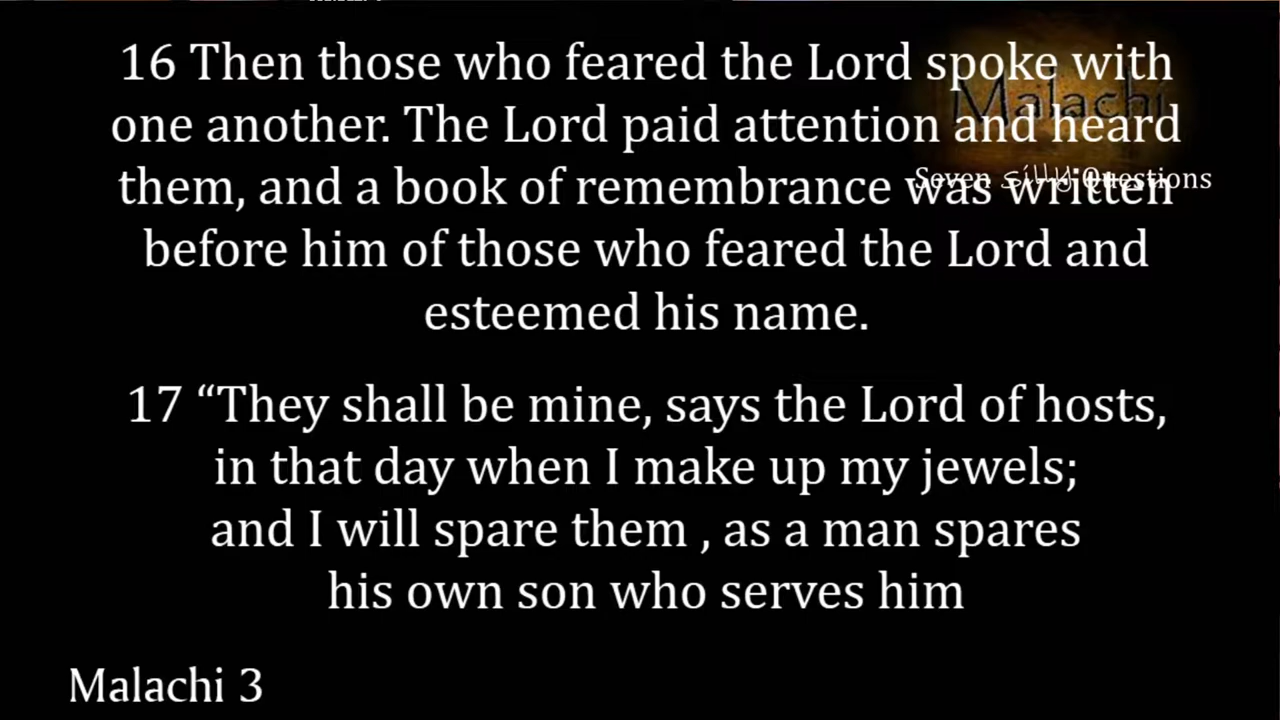 16 Then those who feared the Lord spoke with
one another. The Lord paid attention and heard
them, and a book of remembrance was written
before him of those who feared the Lord and
esteemed his name.
17 “They shall be mine, says the Lord of hosts,
in that day when I make up my jewels;
and I will spare them , as a man spares
his own son who serves him
Malachi 3
Malachi
Seven Questions